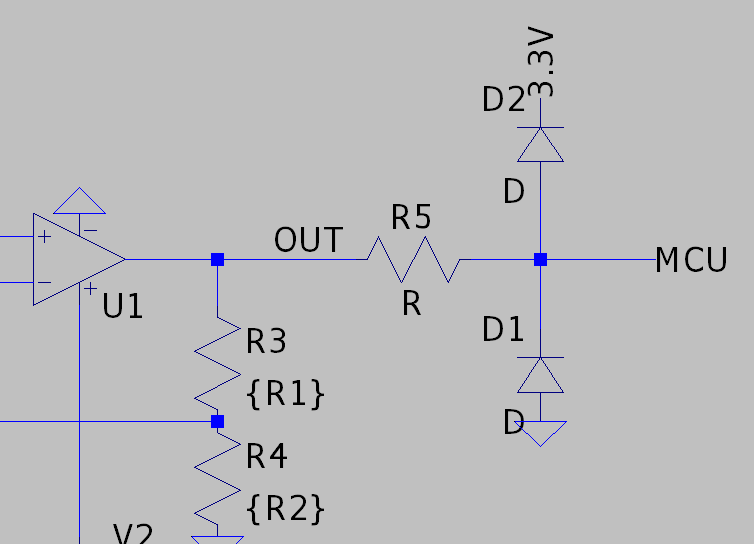 3.3V
D2
D
R5
OUT
MCU
+
−
−
+
U1
R
D1
R3
{R1}
D
R4
{R2}
V2